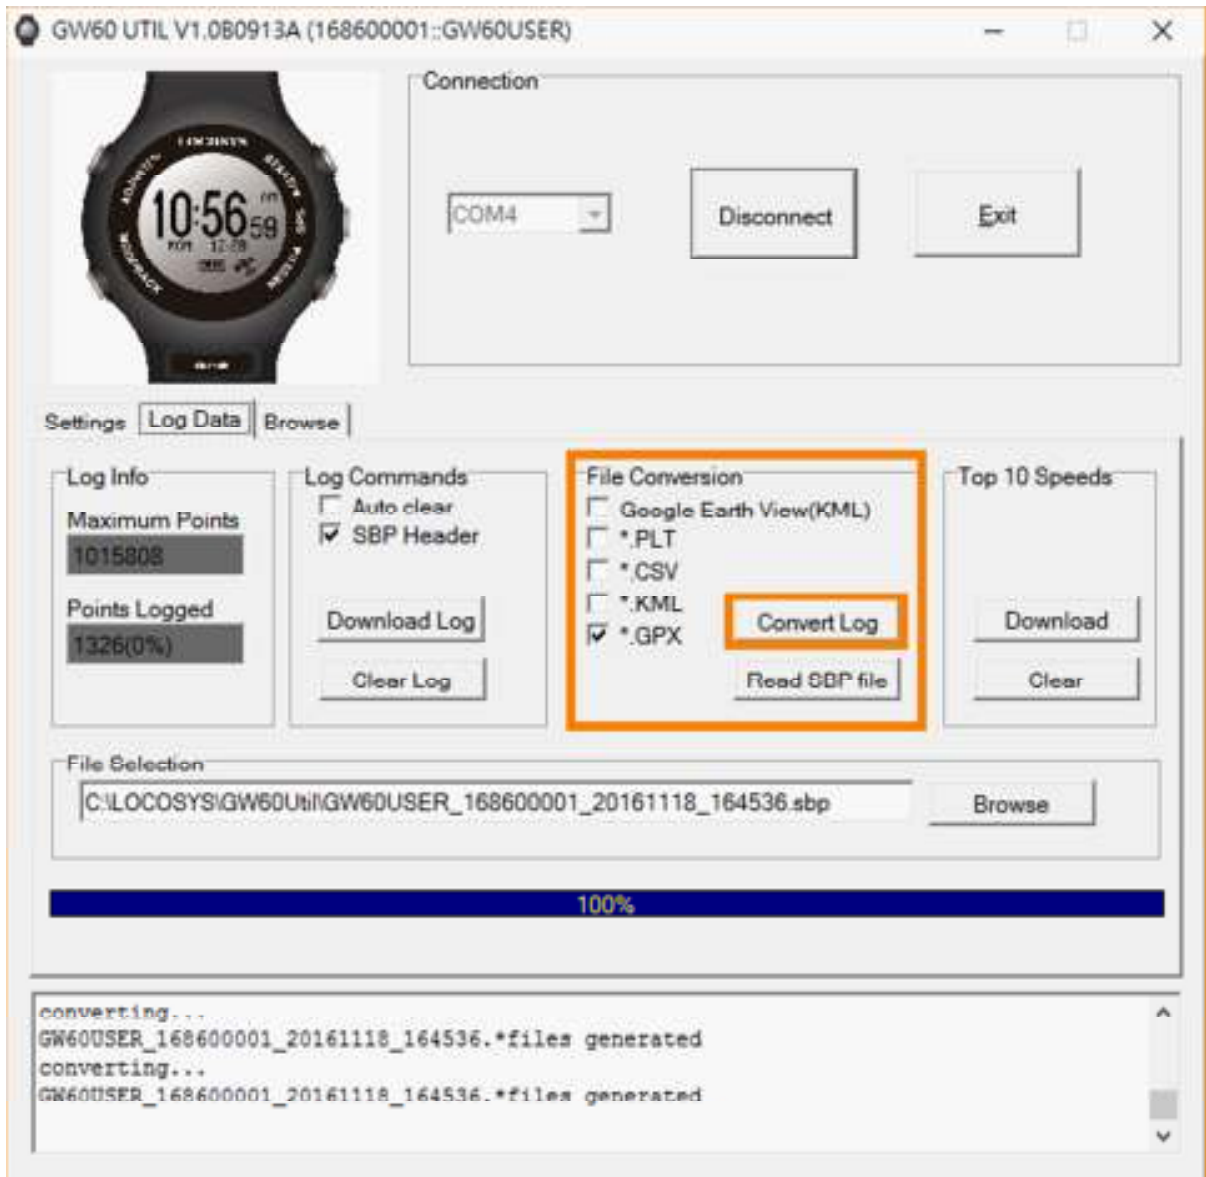 GW60 UTIL V1.0B0913A (168600001::GW60USER)
Connection
LOCOSYS
10:56 59
COM4
Disconnect
Exit
Settings
Log Data
Browse
Log Info
Maximum Points
1015808
Points Logged
1326(0%)
Log Commands
Auto clear
SBP Header
Download Log
Clear Log
File Conversion
Google Earth View(KML)
*.PLT
*.CSV
*.KML
*.GPX
Convert Log
Read SBP file
Top 10 Speeds
Download
Clear
File Selection
C:\LOCOSYS\GW60Util\GW60USER_168600001_20161118_164536.sbp
Browse
100%
converting...
GW60USER_168600001_20161118_164536.*files generated
converting...
GW60USER_168600001_20161118_164536.*files generated